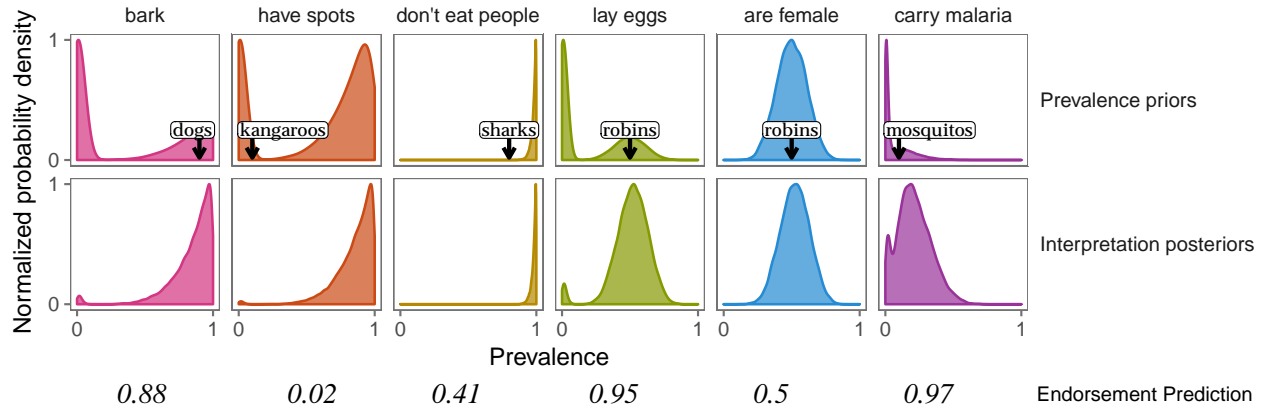 bark have spots don't eat people lay eggs are female carry malaria
Normalized probability density
1
dogs kangaroos sharks robins robins mosquitos
0
Prevalence priors
1
0
Interpretation posteriors
0 1 0 1 0 1 0 1 0 1 0 1
Prevalence
0.88 0.02 0.41 0.95 0.5 0.97 Endorsement Prediction